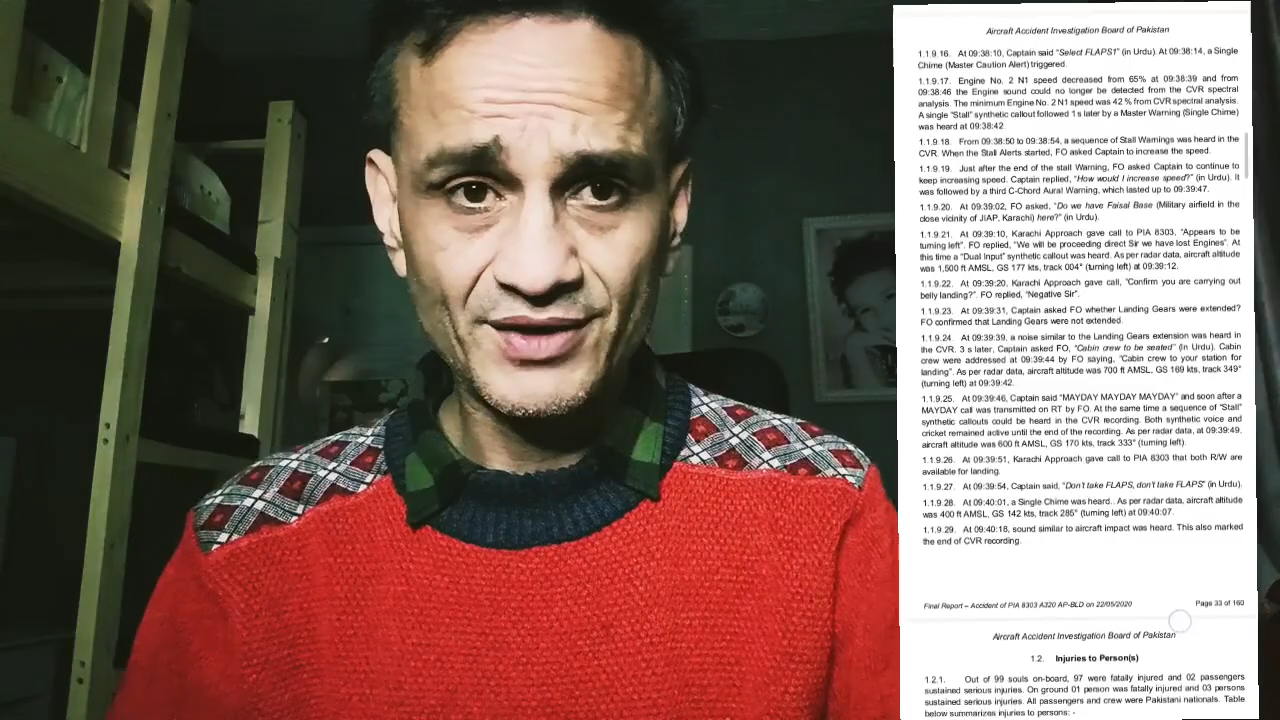 Aircraft Accident Investigation Board of Pakistan
1.1.9.16. At 09:38:10, Captain said "Select FLAPS1" (in Urdu). At 09:38:14, a Single
Chime (Master Caution Alert) triggered.
1.1.9.17. Engine No. 2 N1 speed decreased from 65% at 09:38:39 and from
09:38:46 the Engine sound could no longer be detected from the CVR spectral
analysis. The minimum Engine No. 2 N1 speed was 42 % from CVR spectral analysis.
A single "Stall" synthetic callout followed 1 s later by a Master Warning (Single Chime)
was heard at 09:38:42.
1.1.9.18. From 09:38:50 to 09:38:54, a sequence of Stall Warnings was heard in the
CVR. When the Stall Alerts started, FO asked Captain to increase the speed.
1.1.9.19. Just after the end of the stall Warning, FO asked Captain to continue to
keep increasing speed. Captain replied, "How would I increase speed?" (in Urdu). It
was followed by a third C-Chord Aural Warning, which lasted up to 09:39:47.
1.1.9.20. At 09:39:02, FO asked, "Do we have Faisal Base (Military airfield in the
close vicinity of JIAP, Karachi) here?" (in Urdu).
1.1.9.21. At 09:39:10, Karachi Approach gave call to PIA 8303, "Appears to be
turning left". FO replied, "We will be proceeding direct Sir we have lost Engines". At
this time a "Dual Input" synthetic callout was heard. As per radar data, aircraft altitude
was 1,500 ft AMSL, GS 177 kts, track 004° (turning left) at 09:39:12.
1.1.9.22. At 09:39:20, Karachi Approach gave call, "Confirm you are carrying out
belly landing?". FO replied, "Negative Sir".
1.1.9.23. At 09:39:31, Captain asked FO whether Landing Gears were extended?
FO confirmed that Landing Gears were not extended.
1.1.9.24. At 09:39:39, a noise similar to the Landing Gears extension was heard in
the CVR. 3 s later, Captain asked FO, "Cabin crew to be seated" (in Urdu). Cabin
crew were addressed at 09:39:44 by FO saying, "Cabin crew to your station for
landing". As per radar data, aircraft altitude was 700 ft AMSL, GS 169 kts, track 349°
(turning left) at 09:39:42.
1.1.9.25. At 09:39:46, Captain said "MAYDAY MAYDAY MAYDAY" and soon after a
MAYDAY call was transmitted on RT by FO. At the same time a sequence of "Stall"
synthetic callouts could be heard in the CVR recording. Both synthetic voice and
cricket remained active until the end of the recording. As per radar data, at 09:39:49,
aircraft altitude was 600 ft AMSL, GS 170 kts, track 333° (turning left).
1.1.9.26. At 09:39:51, Karachi Approach gave call to PIA 8303 that both R/W are
available for landing.
1.1.9.27. At 09:39:54, Captain said, "Don't take FLAPS, don't take FLAPS" (in Urdu).
1.1.9.28. At 09:40:01, a Single Chime was heard.. As per radar data, aircraft altitude
was 400 ft AMSL, GS 142 kts, track 285° (turning left) at 09:40:07.
1.1.9.29. At 09:40:18, sound similar to aircraft impact was heard. This also marked
the end of CVR recording.
Final Report – Accident of PIA 8303 A320 AP-BLD on 22/05/2020 Page 33 of 160
Aircraft Accident Investigation Board of Pakistan
1.2. Injuries to Person(s)
1.2.1. Out of 99 souls on-board, 97 were fatally injured and 02 passengers
sustained serious injuries. On ground 01 person was fatally injured and 03 persons
sustained serious injuries. All passengers and crew were Pakistani nationals. Table
below summarizes injuries to persons: -